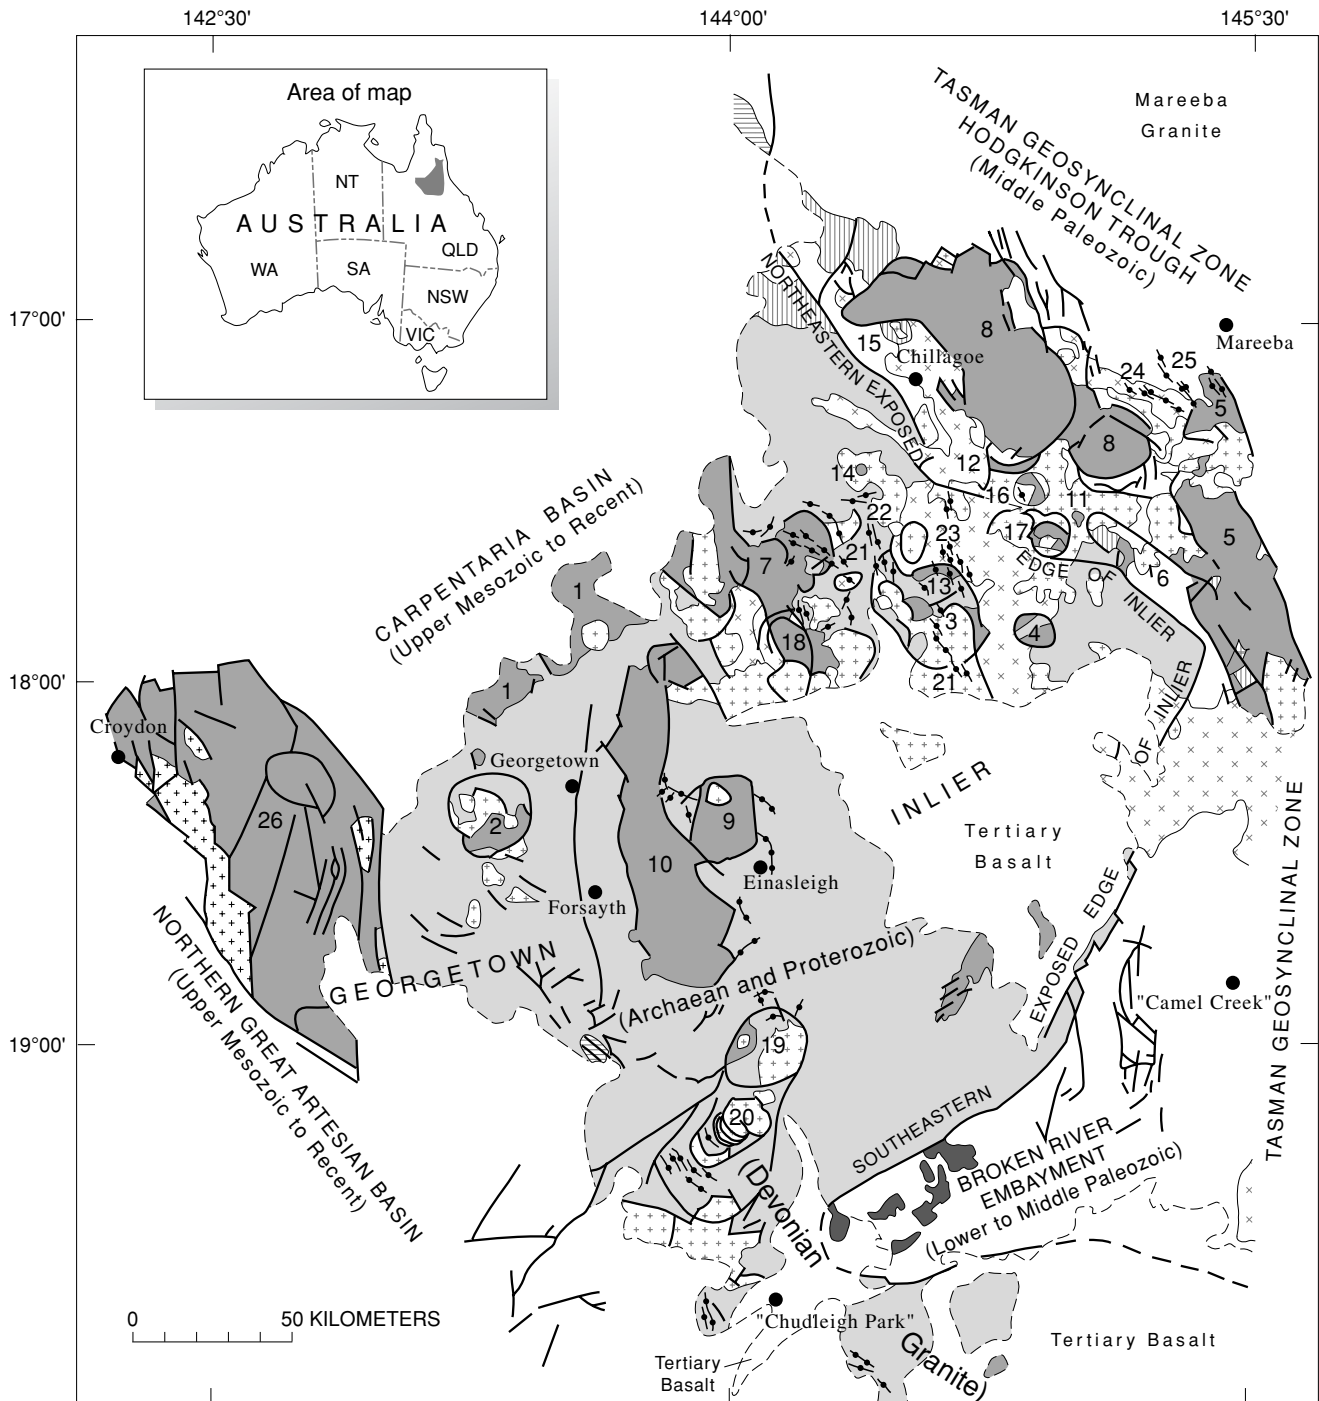 142°30'
144°00'
145°30'
Area of map
NT
AUSTRALIA
QLD
WA
SA
NSW
VIC
TASMAN GEOSYNCLINAL ZONE
HODGKINSON TROUGH
(Middle Paleozoic)
Mareeba
Granite
17°00'
NORTHEASTERN EXPOSED
15
8
Chillagoe
Mareeba
24
25
5
8
12
14
16
11
22
17
23
5
21
7
EDGE OF
6
CARPENTARIA BASIN
(Upper Mesozoic to Recent)
1
13
INLIER
3
4
18
18°00'
1
21
OF INLIER
Croydon
Georgetown
INLIER
26
2
9
Tertiary
Basalt
10
Einasleigh
Forsayth
EXPOSED EDGE
NORTHERN GREAT ARTESIAN BASIN
(Upper Mesozoic to Recent)
GEORGETOWN
(Archaean and Proterozoic)
"Camel Creek"
TASMAN GEOSYNCLINAL ZONE
19°00'
19
20
SOUTHEASTERN
BROKEN RIVER
EMBAYMENT
(Lower to Middle Paleozoic)
(Devonian
Granite)
0
50 KILOMETERS
"Chudleigh Park"
Tertiary Basalt
Tertiary
Basalt